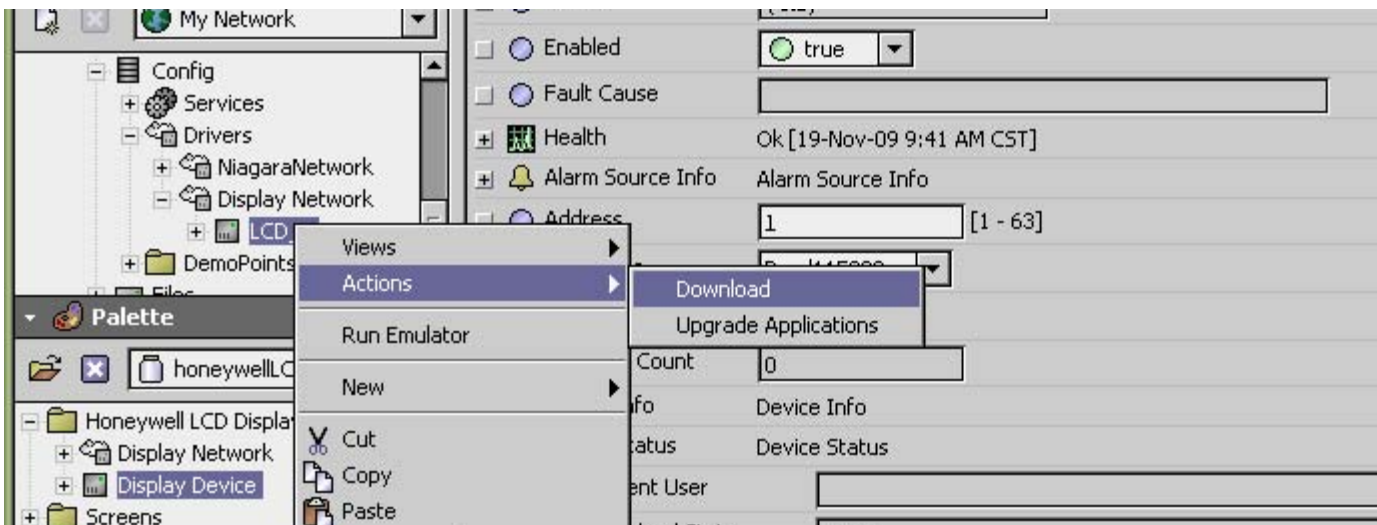 My Network
Config
Services
Drivers
NiagaraNetwork
Display Network
LCD_
DemoPoints
Files
Palette
honeywellLC
Honeywell LCD Displa
Display Network
Display Device
Screens
Views
Actions
Run Emulator
New
Cut
Copy
Paste
Download
Upgrade Applications
Enabled
true
Fault Cause
Health
Ok [19-Nov-09 9:41 AM CST]
Alarm Source Info
Alarm Source Info
Address
1
[1 - 63]
Count
0
fo
Device Info
atus
Device Status
ent User